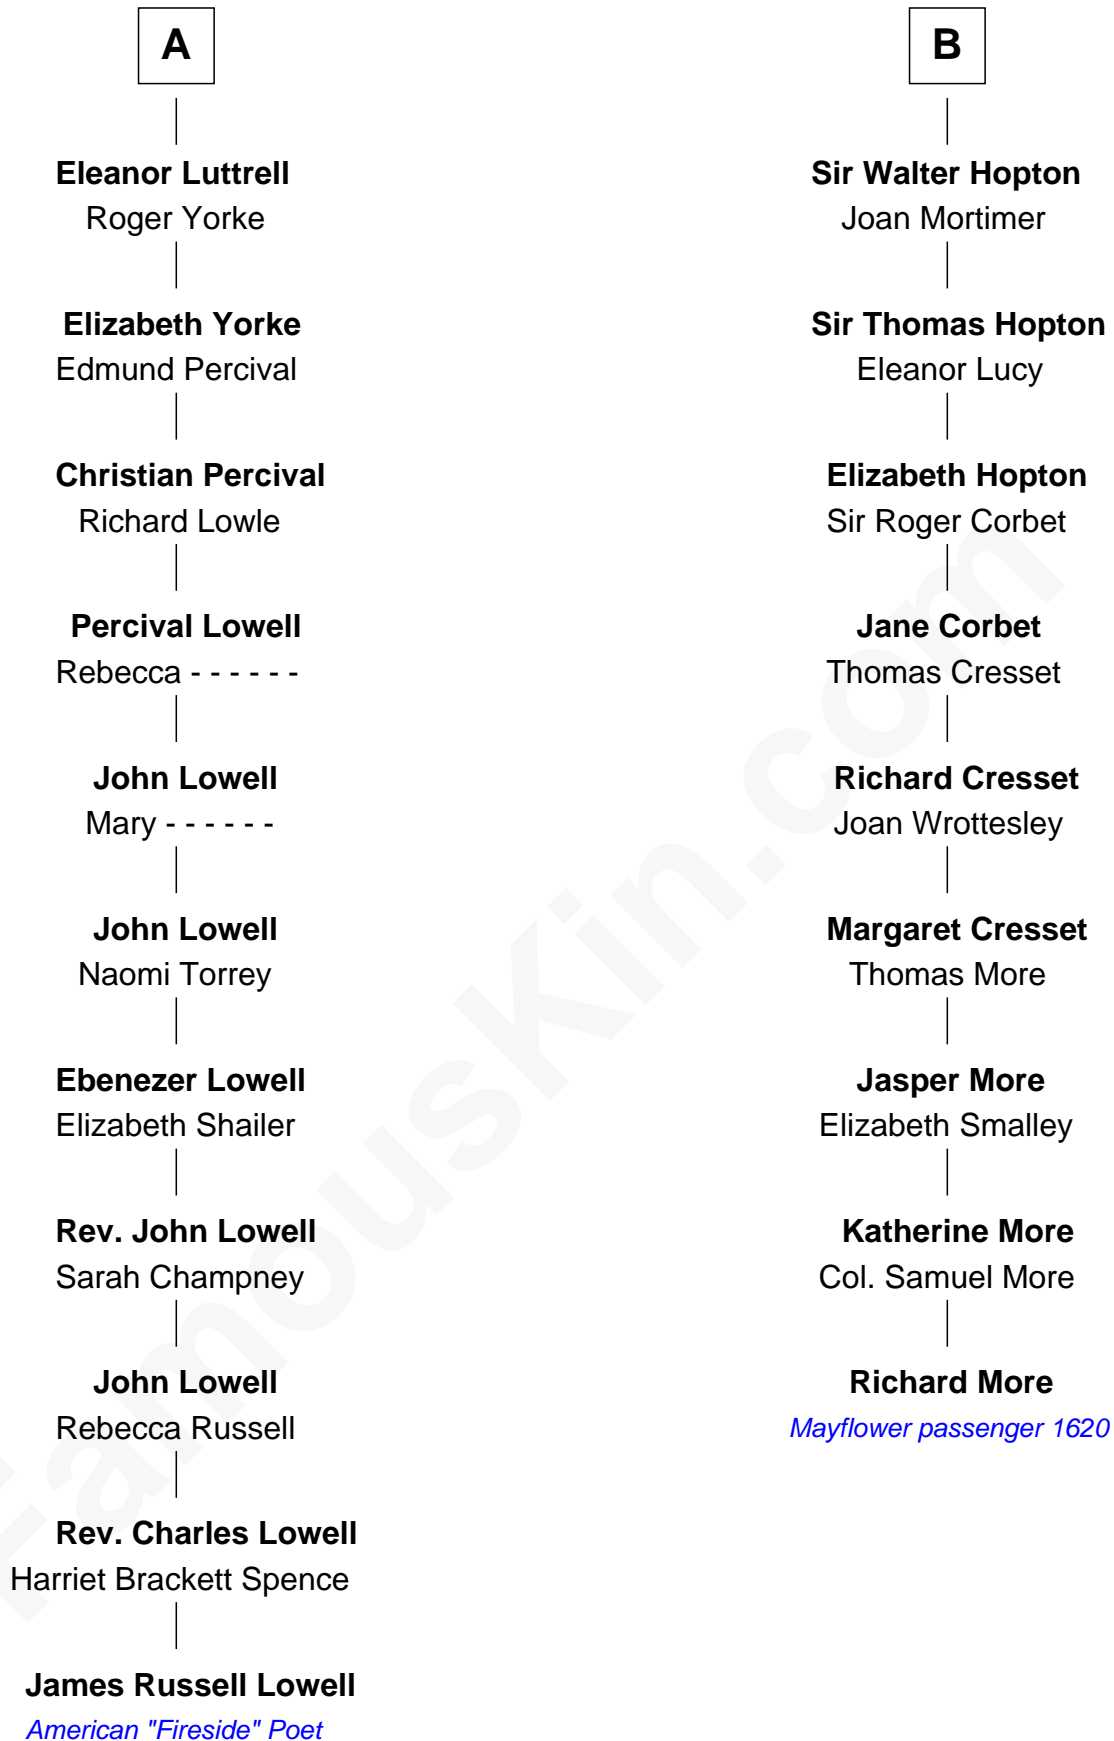 A
Eleanor Luttrell
Roger Yorke
Elizabeth Yorke
Edmund Percival
Christian Percival
Richard Lowle
Percival Lowell
Rebecca - - - - - -
John Lowell
Mary - - - - - -
John Lowell
Naomi Torrey
Ebenezer Lowell
Elizabeth Shailer
Rev. John Lowell
Sarah Champney
John Lowell
Rebecca Russell
Rev. Charles Lowell
Harriet Brackett Spence
James Russell Lowell
American "Fireside" Poet
B
Sir Walter Hopton
Joan Mortimer
Sir Thomas Hopton
Eleanor Lucy
Elizabeth Hopton
Sir Roger Corbet
Jane Corbet
Thomas Cresset
Richard Cresset
Joan Wrottesley
Margaret Cresset
Thomas More
Jasper More
Elizabeth Smalley
Katherine More
Col. Samuel More
Richard More
Mayflower passenger 1620
FamousKin.com